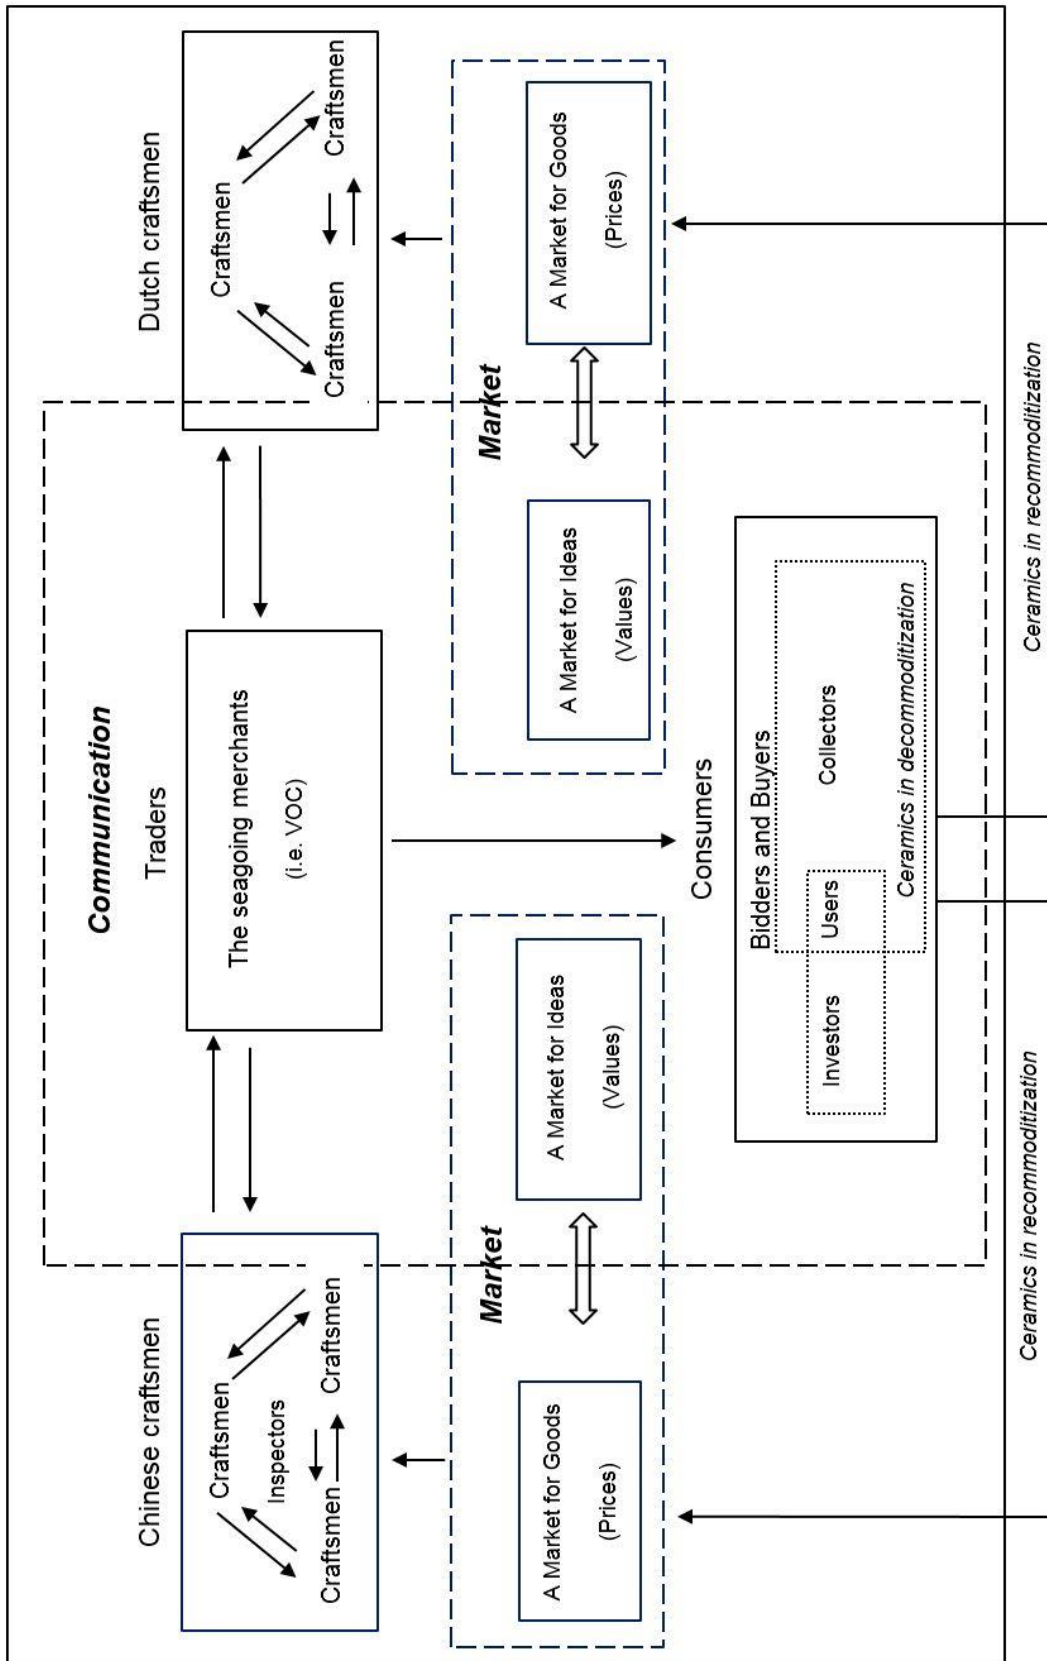 Communication
Chinese craftsmen
Traders
Dutch craftsmen
Craftsmen
Inspectors
Craftsmen
Craftsmen
The seagoing merchants
(i.e. VOC)
Craftsmen
Craftsmen
Craftsmen
Market
A Market for Goods
(Prices)
A Market for Ideas
(Values)
Market
A Market for Ideas
(Values)
A Market for Goods
(Prices)
Consumers
Bidders and Buyers
Investors
Users
Collectors
Ceramics in decommoditization
Ceramics in recommoditization
Ceramics in recommoditization